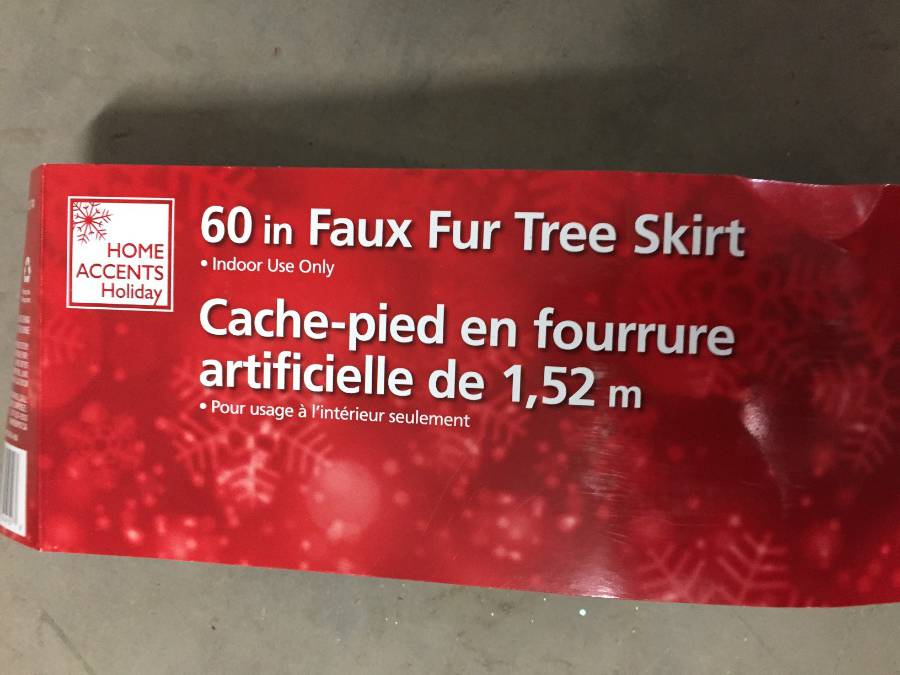 HOME
ACCENTS
Holiday
60 in Faux Fur Tree Skirt
• Indoor Use Only
Cache-pied en fourrure
artificielle de 1,52 m
• Pour usage à l'intérieur seulement